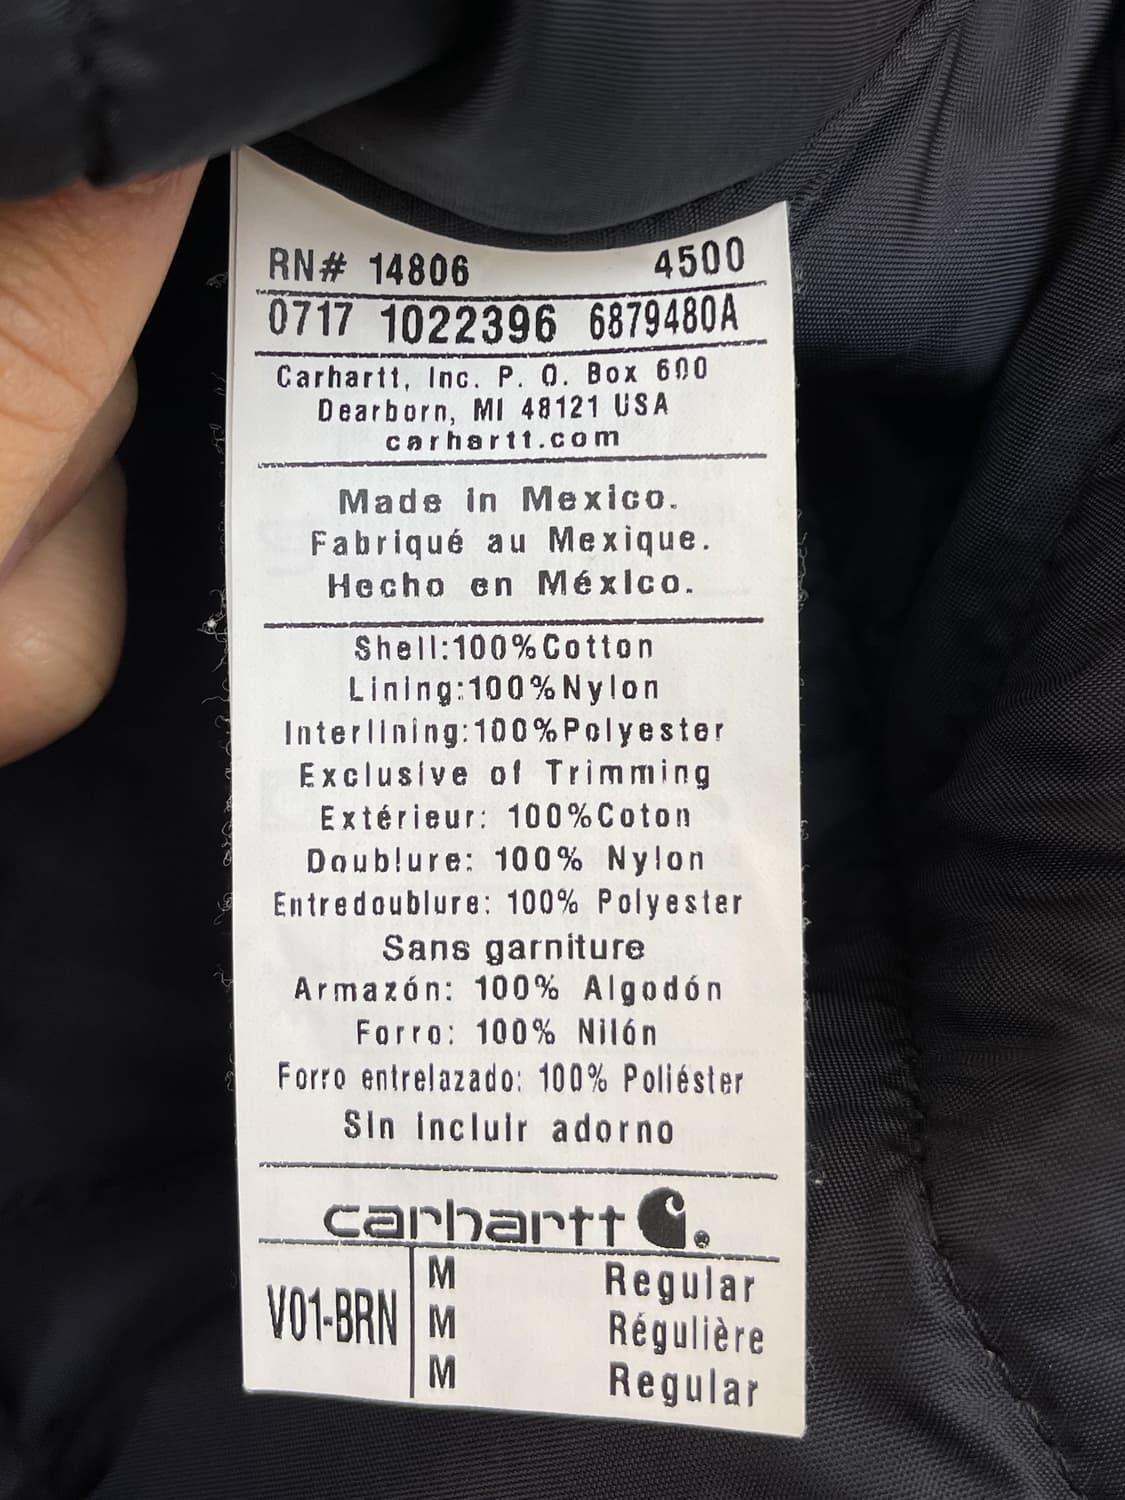 RN# 14806 4500
0717 1022396 6879480A
Carhartt, Inc. P. O. Box 600
Dearborn, MI 48121 USA
carhartt.com
Made in Mexico.
Fabriqué au Mexique.
Hecho en México.
Shell:100%Cotton
Lining:100%Nylon
Interlining:100%Polyester
Exclusive of Trimming
Extérieur: 100%Coton
Doublure: 100% Nylon
Entredoublure: 100% Polyester
Sans garniture
Armazón: 100% Algodón
Forro: 100% Nilón
Forro entrelazado: 100% Poliéster
Sin incluir adorno
carhartt ®
V01-BRN
M Regular
M Régulière
M Regular